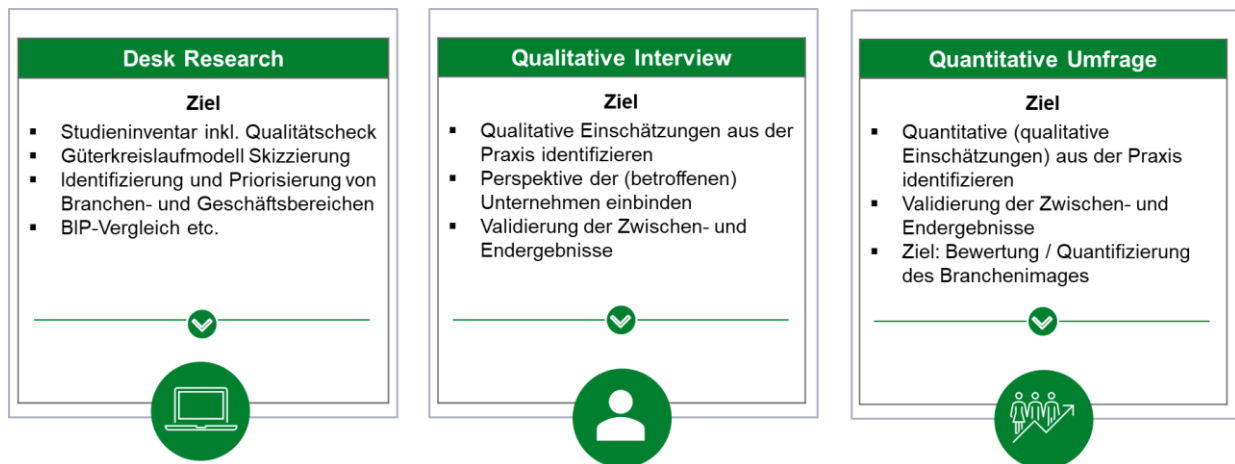 Desk Research
Ziel
▪ Studieninventar inkl. Qualitätscheck
▪ Güterkreislaufmodell Skizzierung
▪ Identifizierung und Priorisierung von
Branchen- und Geschäftsbereichen
▪ BIP-Vergleich etc.
Qualitative Interview
Ziel
▪ Qualitative Einschätzungen aus der
Praxis identifizieren
▪ Perspektive der (betroffenen)
Unternehmen einbinden
▪ Validierung der Zwischen- und
Endergebnisse
Quantitative Umfrage
Ziel
▪ Quantitative (qualitative
Einschätzungen) aus der Praxis
identifizieren
▪ Validierung der Zwischen- und
Endergebnisse
▪ Ziel: Bewertung / Quantifizierung
des Branchenimages